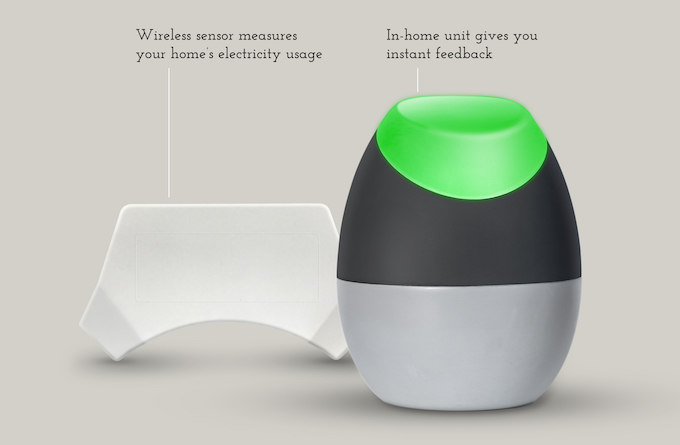 Wireless sensor measures
your home's electricity usage
In-home unit gives you
instant feedback